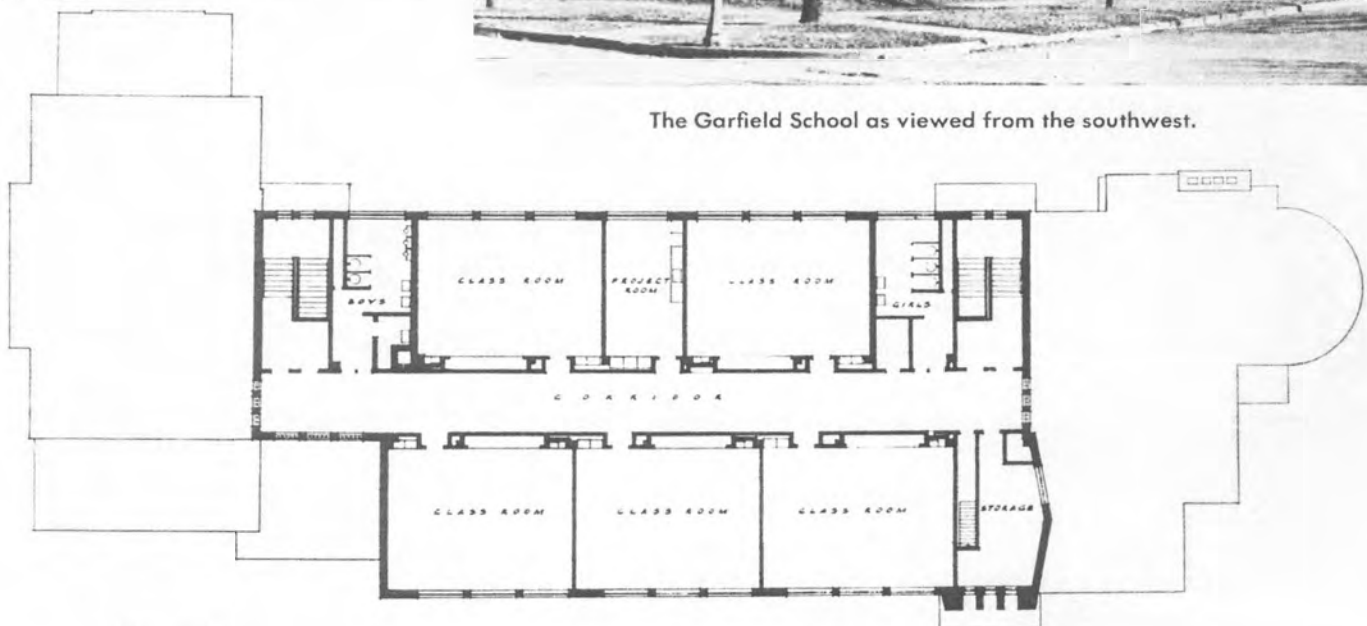 The Garfield School as viewed from the southwest.
CLASS ROOM
PROJECT ROOM
CLASS ROOM
BOYS
GIRLS
CORRIDOR
CLASS ROOM
CLASS ROOM
CLASS ROOM
STORAGE